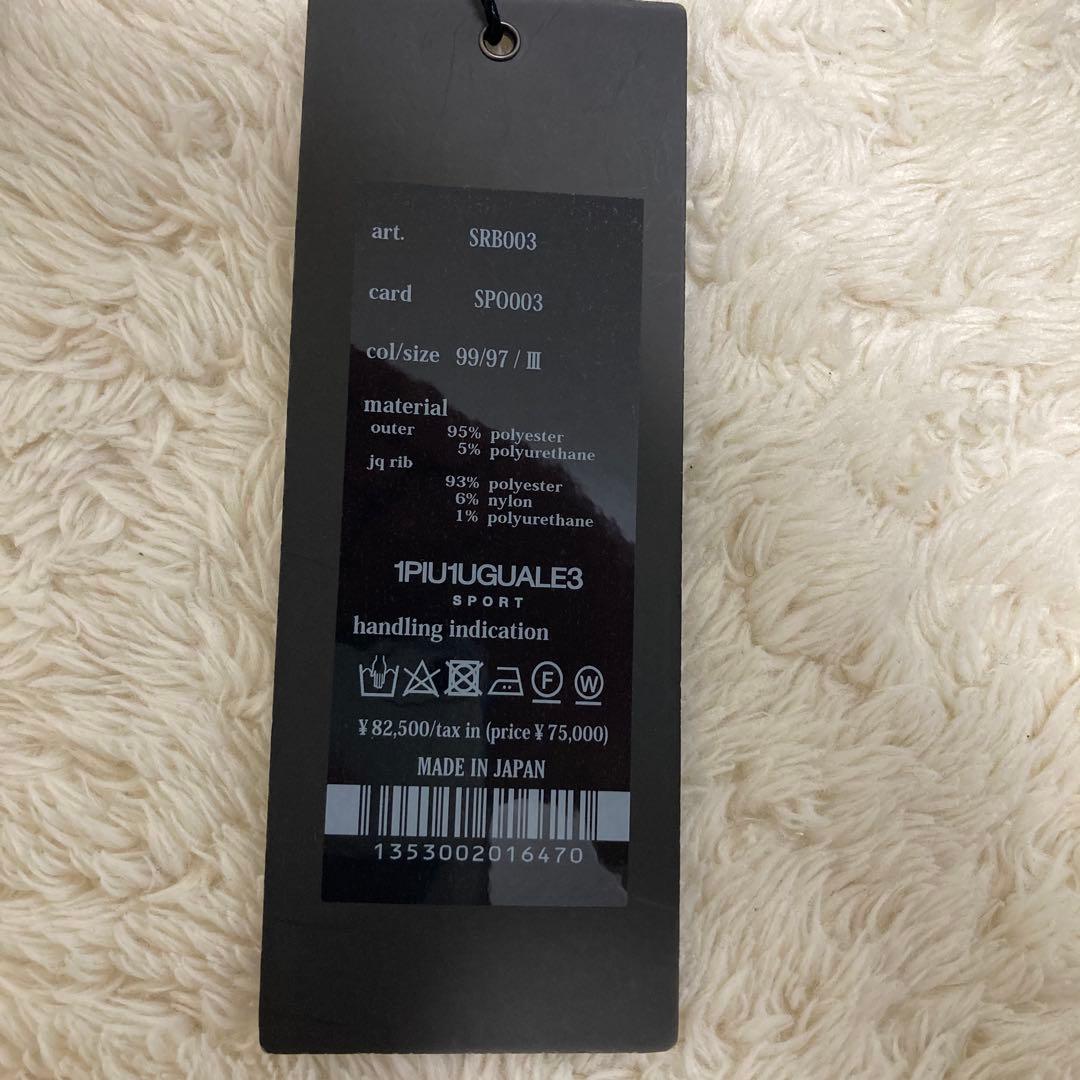 art. SRB003
card SPO003
col/size 99/97 / Ⅲ
material
outer 95% polyester
5% polyurethane
jq rib
93% polyester
6% nylon
1% polyurethane
1PIU1UGUALE3
SPORT
handling indication
F W
¥82,500/tax in (price¥75,000)
MADE IN JAPAN
1353002016470